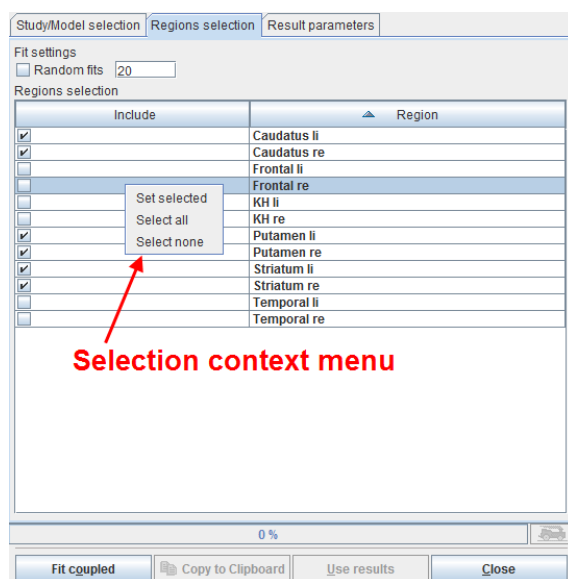 Study/Model selection Regions selection Result parameters
Fit settings
Random fits 20
Regions selection
Include Region
Caudatus li
Caudatus re
Frontal li
Frontal re
Set selected KH li
Select all KH re
Select none Putamen li
Putamen re
Striatum li
Striatum re
Temporal li
Temporal re
Selection context menu
0 %
Fit coupled Copy to Clipboard Use results Close